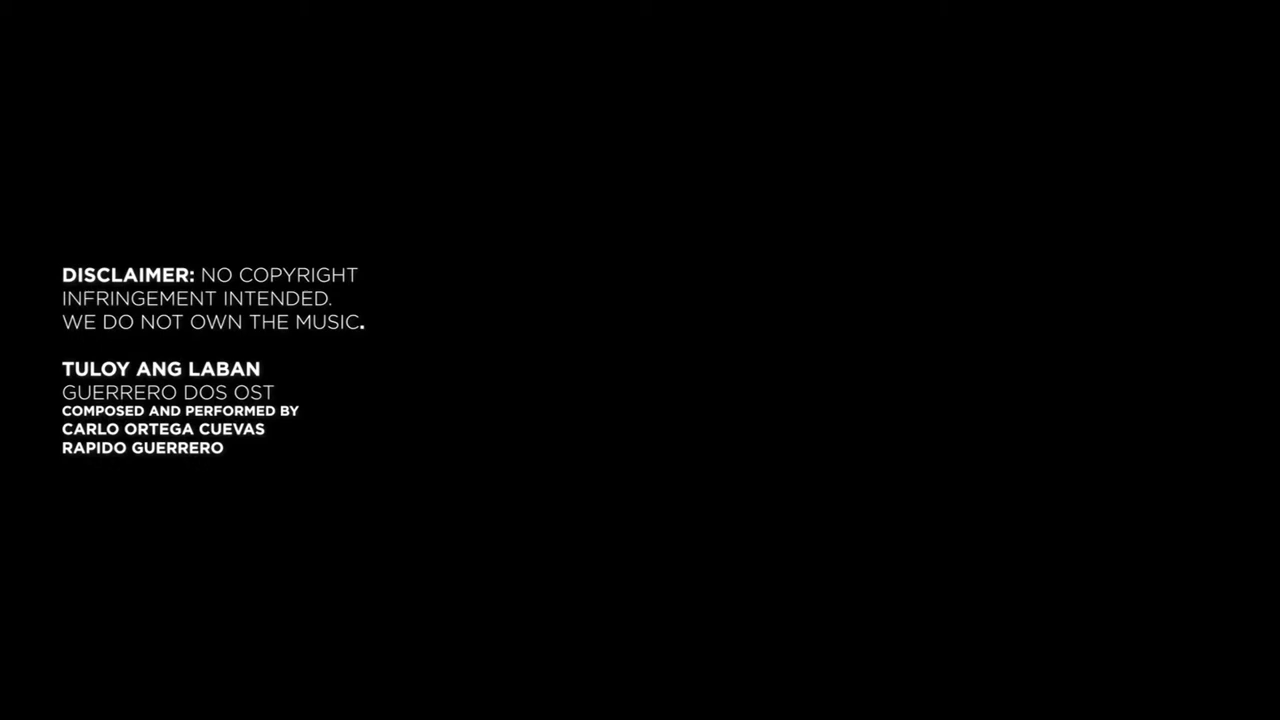 DISCLAIMER: NO COPYRIGHT
INFRINGEMENT INTENDED.
WE DO NOT OWN THE MUSIC.
TULOY ANG LABAN
GUERRERO DOS OST
COMPOSED AND PERFORMED BY
CARLO ORTEGA CUEVAS
RAPIDO GUERRERO